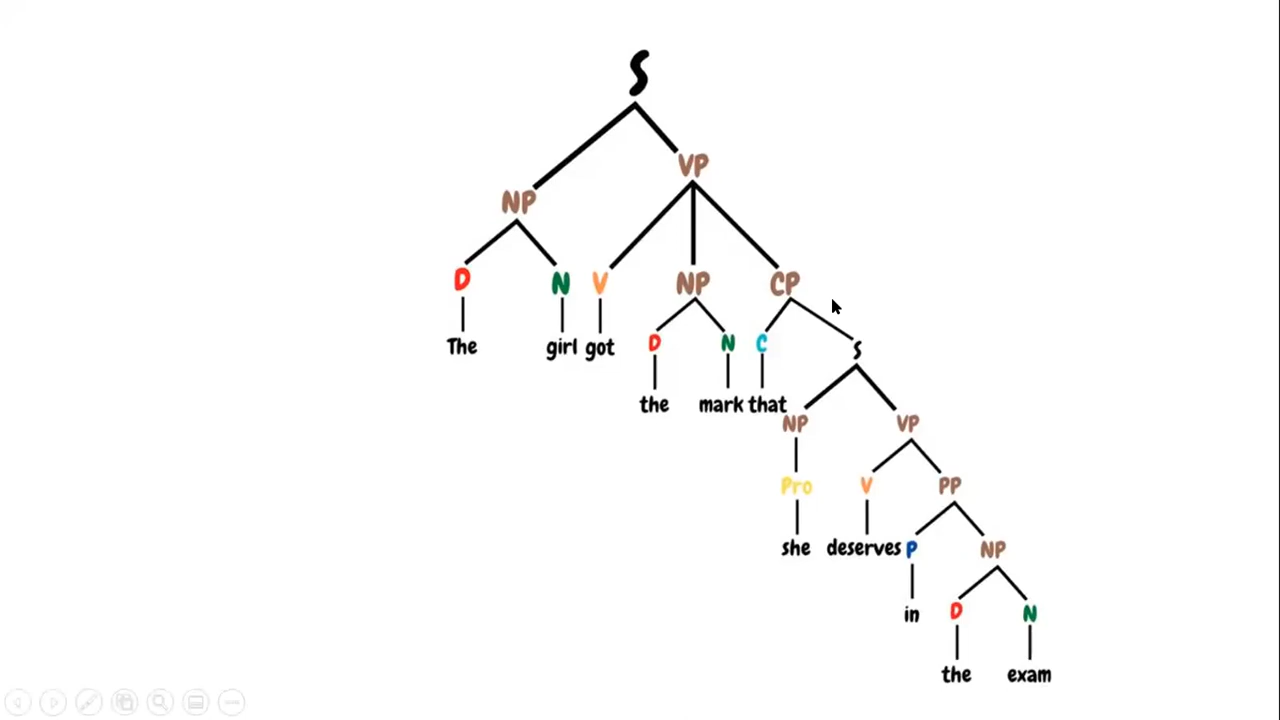 S
VP
NP
D N V NP CP
The girl got D N C S
the mark that
NP VP
Pro V PP
she deserves P NP
in D N
the exam